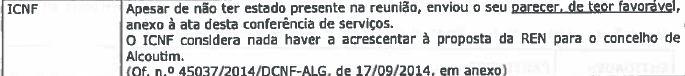 ICNF
Apesar de não ter estado presente na reunião, enviou o seu parecer, de teor favorável,
anexo à ata desta conferência de serviços.
O ICNF considera nada haver a acrescentar à proposta da REN para o concelho de
Alcoutim.
(Of. n.º 45037/2014/DCNF-ALG, de 17/09/2014, em anexo)